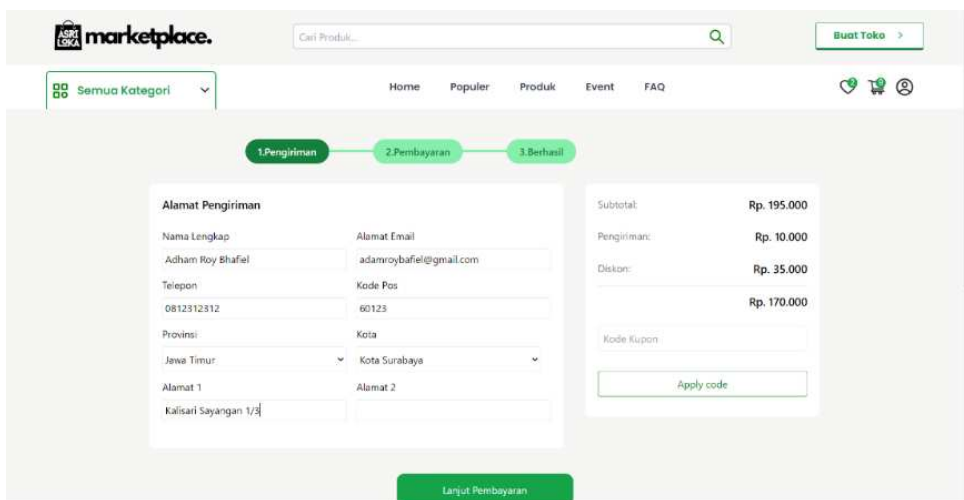 ASRI LOKA marketplace.
Cari Produk...
Buat Toko >
Semua Kategori
Home Populer Produk Event FAQ
1.Pengiriman 2.Pembayaran 3.Berhasil
Alamat Pengiriman
Nama Lengkap Alamat Email
Adham Roy Bhafiel adamroybafiel@gmail.com
Telepon Kode Pos
0812312312 60123
Provinsi Kota
Jawa Timur Kota Surabaya
Alamat 1 Alamat 2
Kalisari Sayangan 1/3
Subtotal: Rp. 195.000
Pengiriman: Rp. 10.000
Diskon: Rp. 35.000
Rp. 170.000
Kode Kupon
Apply code
Lanjut Pembayaran